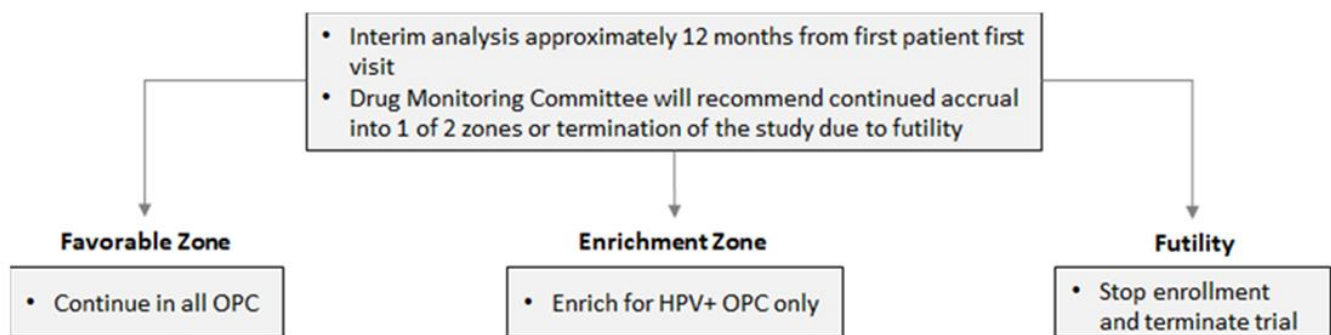 • Interim analysis approximately 12 months from first patient first
visit
• Drug Monitoring Committee will recommend continued accrual
into 1 of 2 zones or termination of the study due to futility
Favorable Zone
• Continue in all OPC
Enrichment Zone
• Enrich for HPV+ OPC only
Futility
• Stop enrollment
and terminate trial